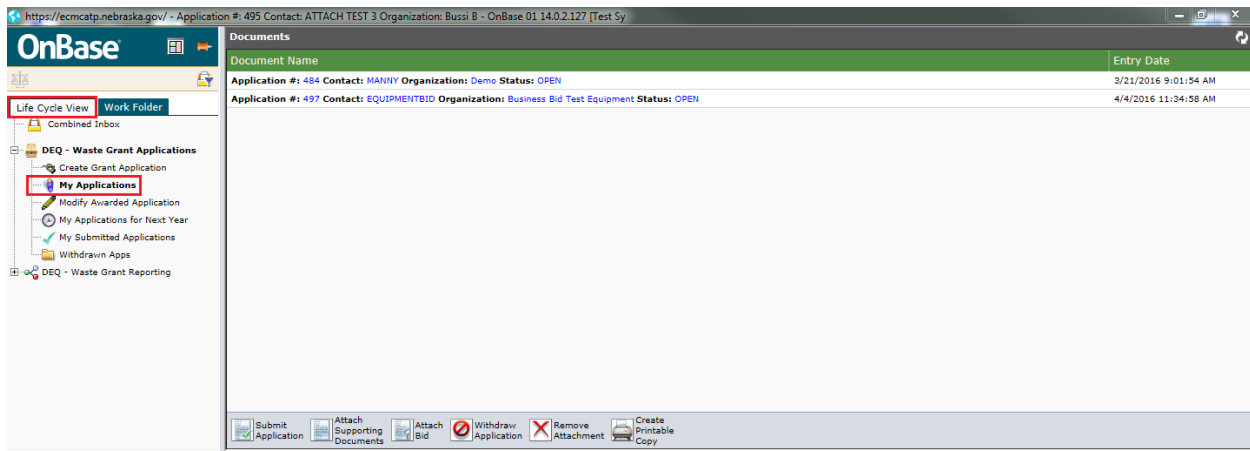 https://ecmcatp.nebraska.gov/ - Application #: 495 Contact: ATTACH TEST 3 Organization: Bussi B - OnBase 01 14.0.2.127 [Test Sy
OnBase
Documents
Document Name Entry Date
Application #: 484 Contact: MANNY Organization: Demo Status: OPEN 3/21/2016 9:01:54 AM
Application #: 497 Contact: EQUIPMENTBID Organization: Business Bid Test Equipment Status: OPEN 4/4/2016 11:34:58 AM
Life Cycle View Work Folder
Combined Inbox
DEQ - Waste Grant Applications
Create Grant Application
My Applications
Modify Awarded Application
My Applications for Next Year
My Submitted Applications
Withdrawn Apps
DEQ - Waste Grant Reporting
Submit
Application
Attach
Supporting
Documents
Attach
Bid
Withdraw
Application
Remove
Attachment
Create
Printable
Copy